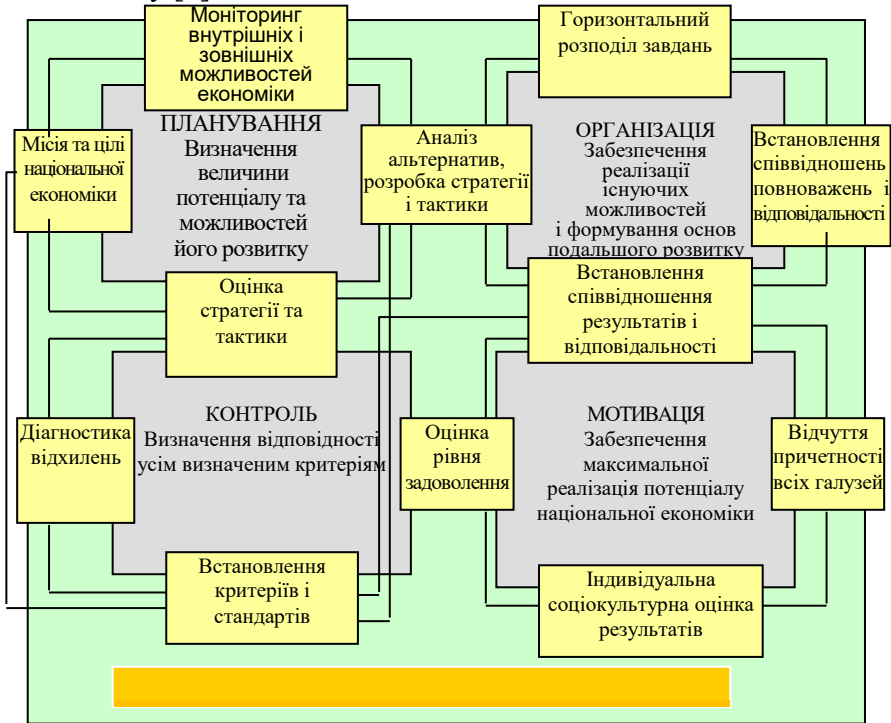 Моніторинг
внутрішніх і
зовнішніх
можливостей
економіки
Горизонтальний
розподіл завдань
Місія та цілі
національної
економіки
ПЛАНУВАННЯ
Визначення
величини
потенціалу та
можливостей
його розвитку
Аналіз
альтернатив,
розробка стратегії
і тактики
ОРГАНІЗАЦІЯ
Забезпечення
реалізації
існуючих
можливостей
і формування основ
подальшого розвитку
Встановлення
співвідношень
повноважень і
відповідальності
Оцінка
стратегії та
тактики
Встановлення
співвідношення
результатів і
відповідальності
Діагностика
відхилень
КОНТРОЛЬ
Визначення відповідності
усім визначеним критеріям
Оцінка
рівня
задоволення
МОТИВАЦІЯ
Забезпечення
максимальної
реалізація потенціалу
національної економіки
Відчуття
причетності
всіх галузей
Встановлення
критеріїв і
стандартів
Індивідуальна
соціокультурна оцінка
результатів